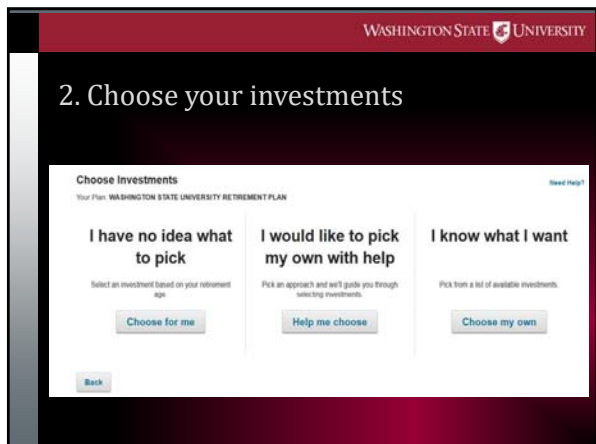 WASHINGTON STATE UNIVERSITY
2. Choose your investments
Choose Investments
Need Help?
Your Plan: WASHINGTON STATE UNIVERSITY RETIREMENT PLAN
I have no idea what
to pick
Select an investment based on your retirement
age.
Choose for me
I would like to pick
my own with help
Pick an approach and we'll guide you through
selecting investments.
Help me choose
I know what I want
Pick from a list of available investments.
Choose my own
Back